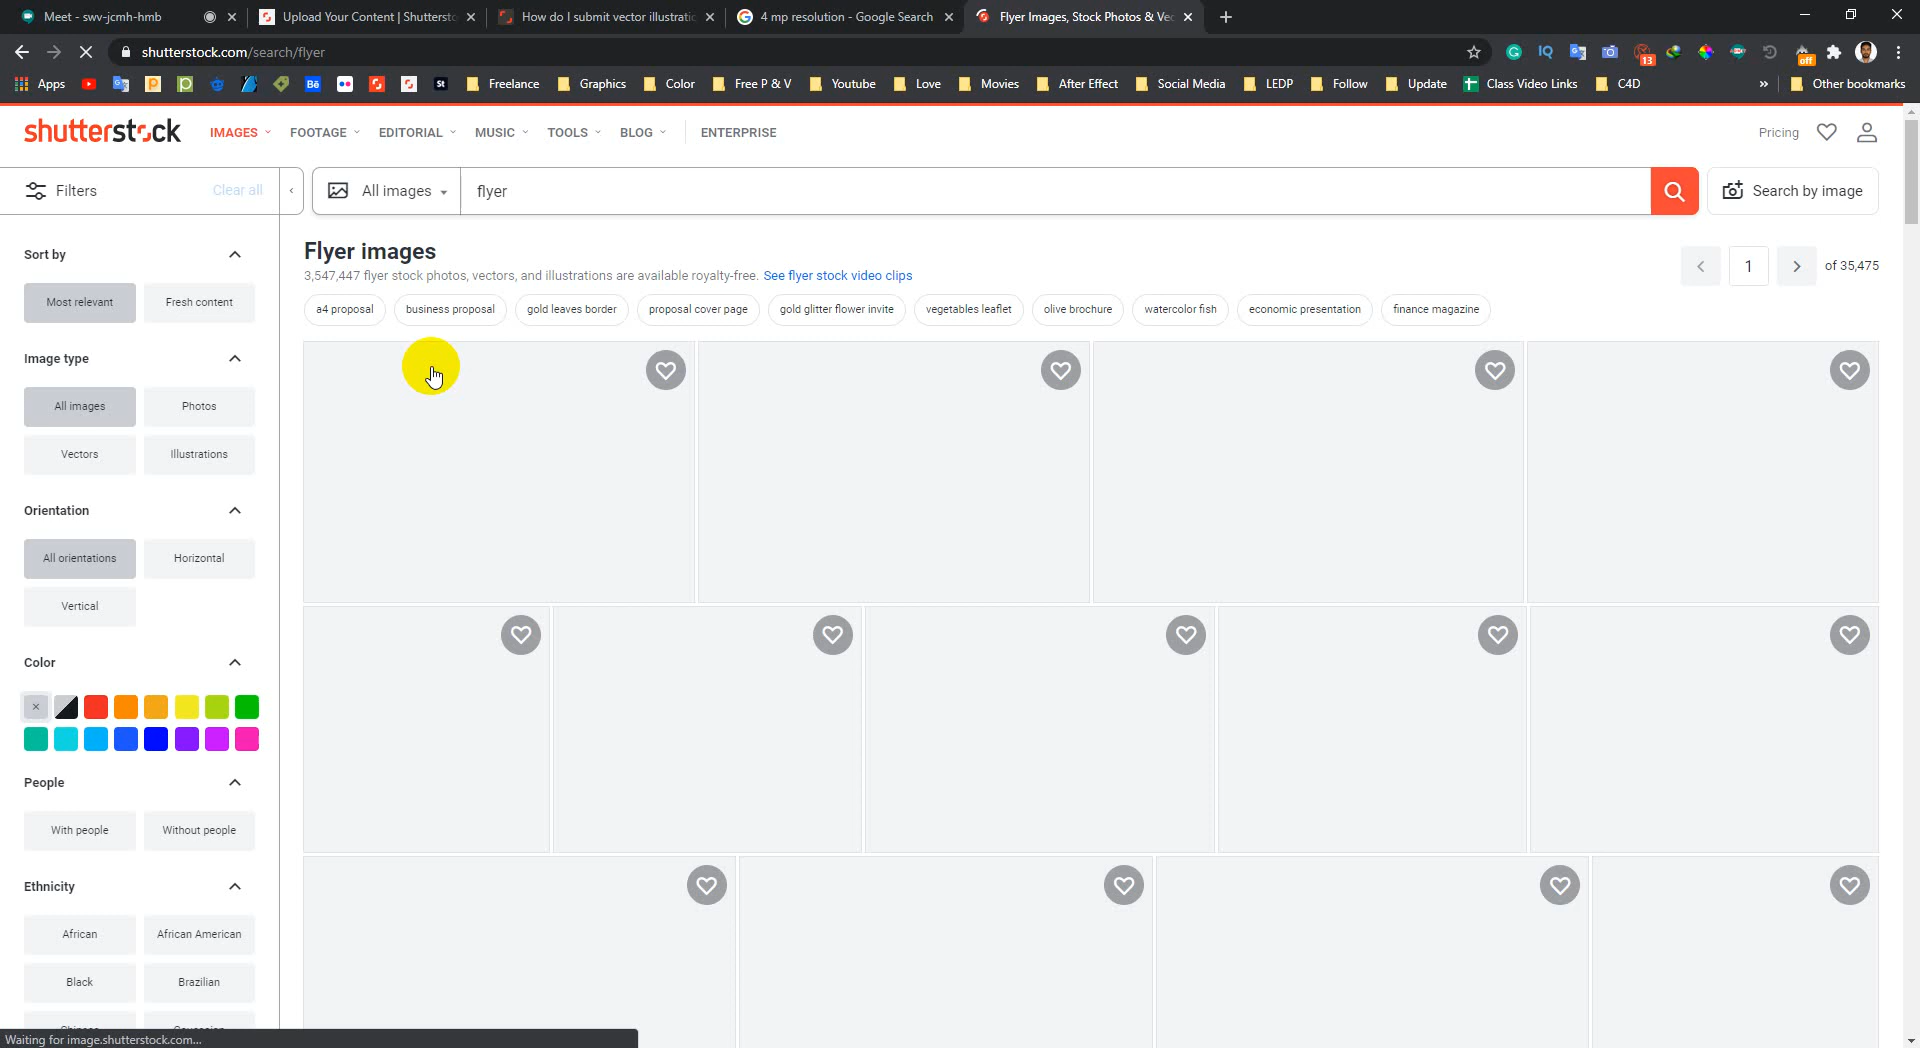 Meet - swv-jcmh-hmb
Upload Your Content | Shuttersto
How do I submit vector illustratio
4 mp resolution - Google Search
Flyer Images, Stock Photos & Vec
shutterstock.com/search/flyer
13
off
Apps
Bē
St
Freelance
Graphics
Color
Free P & V
Youtube
Love
Movies
After Effect
Social Media
LEDP
Follow
Update
Class Video Links
C4D
»
Other bookmarks
shutterstock
IMAGES
FOOTAGE
EDITORIAL
MUSIC
TOOLS
BLOG
ENTERPRISE
Pricing
Filters
Clear all
All images
flyer
Search by image
Sort by
Most relevant
Fresh content
Image type
All images
Photos
Vectors
Illustrations
Orientation
All orientations
Horizontal
Vertical
Color
People
With people
Without people
Ethnicity
African
African American
Black
Brazilian
Flyer images
3,547,447 flyer stock photos, vectors, and illustrations are available royalty-free. See flyer stock video clips
1
of 35,475
a4 proposal
business proposal
gold leaves border
proposal cover page
gold glitter flower invite
vegetables leaflet
olive brochure
watercolor fish
economic presentation
finance magazine
Waiting for image.shutterstock.com...